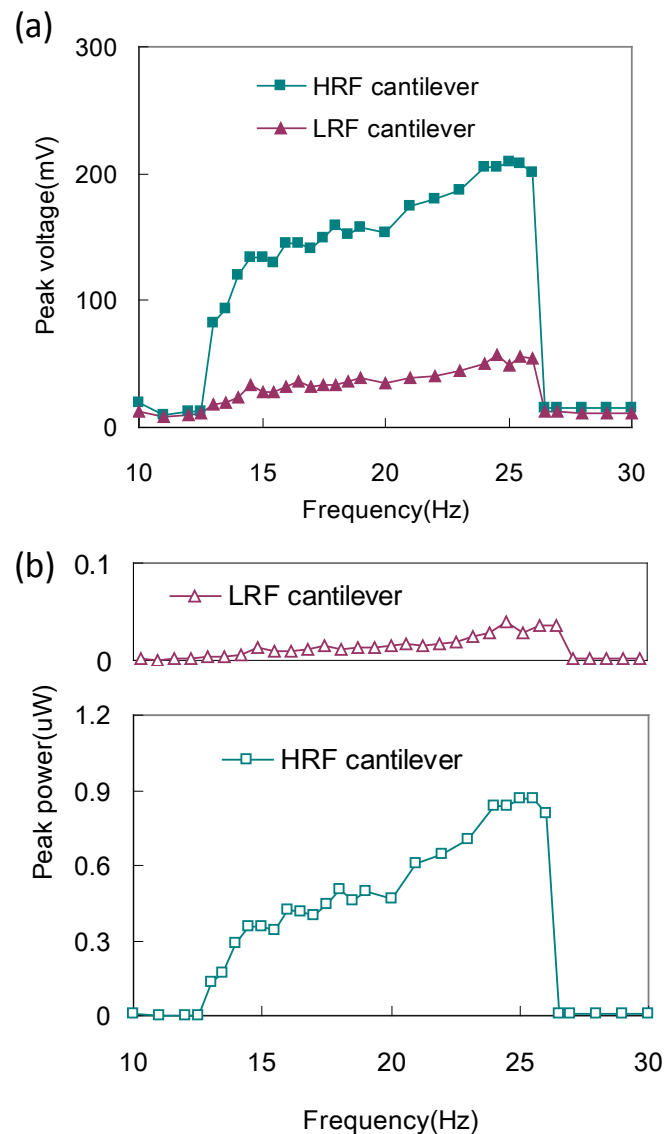 (a)
300
HRF cantilever
LRF cantilever
200
100
0
Peak voltage(mV)
10 15 20 25 30
Frequency(Hz)
(b)
0.1
LRF cantilever
0
Peak power(uW)
1.2
HRF cantilever
0.9
0.6
0.3
0
10 15 20 25 30
Frequency(Hz)